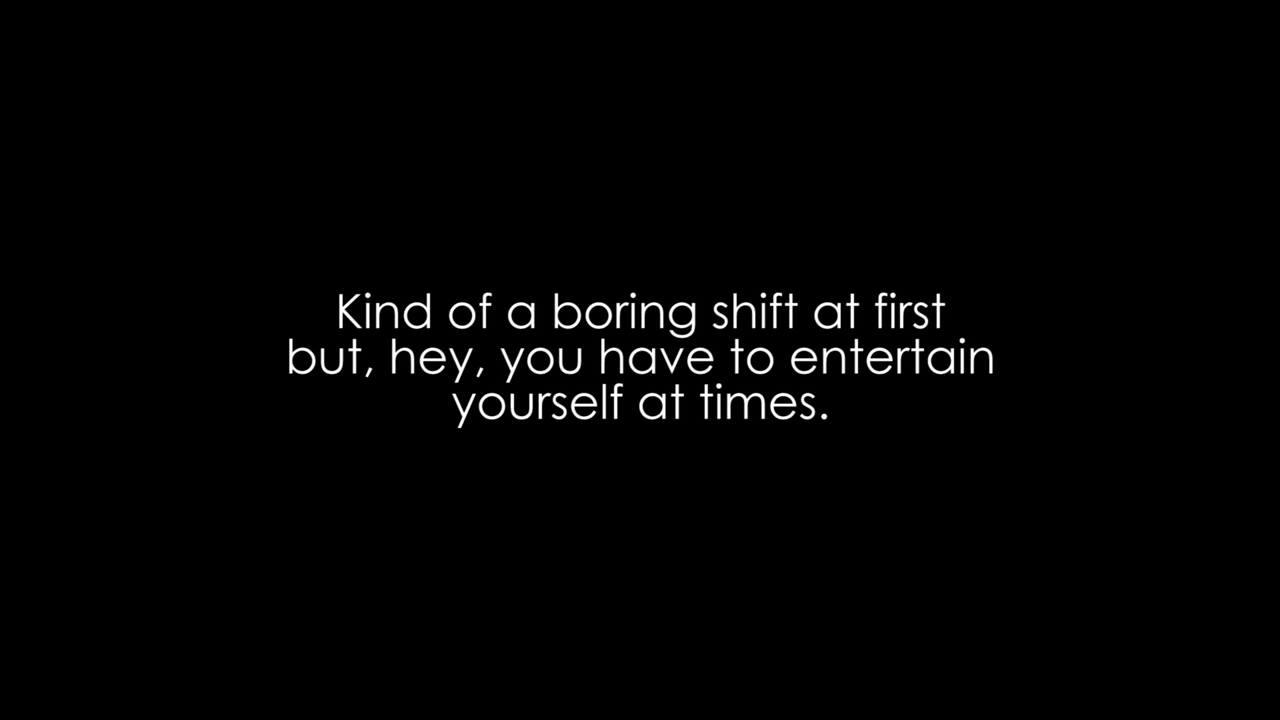 Kind of a boring shift at first
but, hey, you have to entertain
yourself at times.